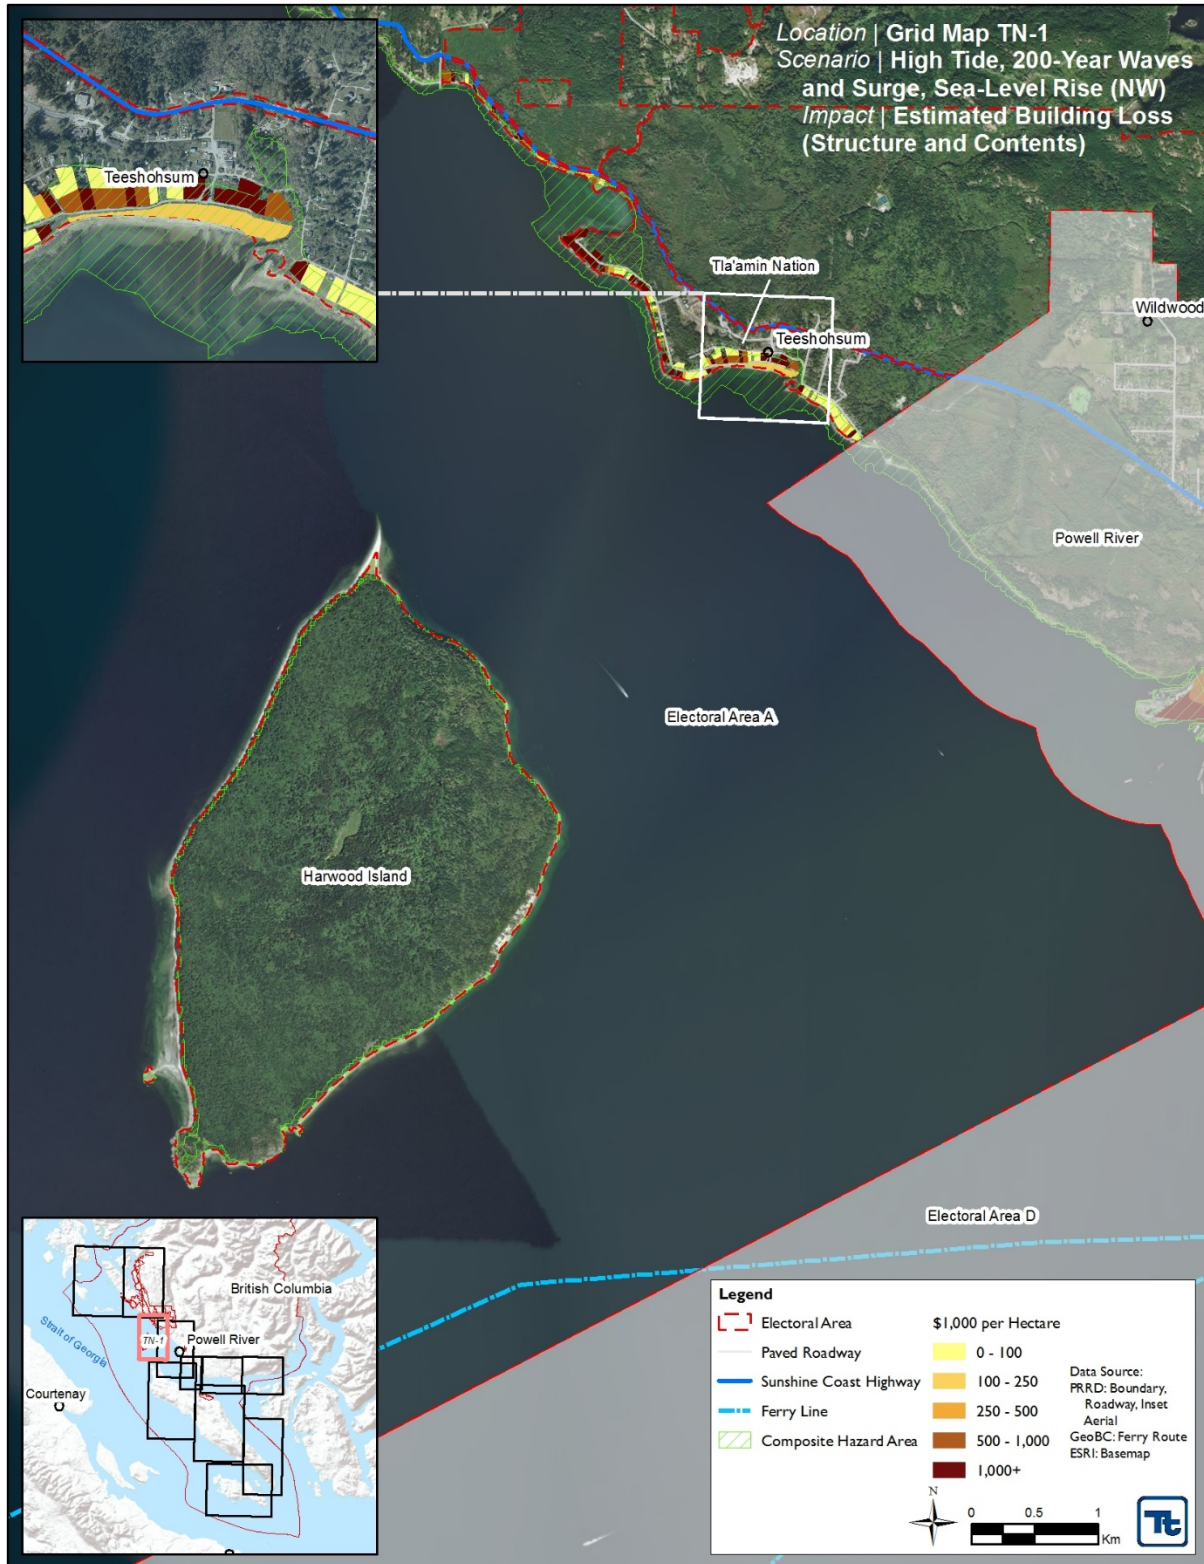 Location | Grid Map TN-1
Scenario | High Tide, 200-Year Waves
and Surge, Sea-Level Rise (NW)
Impact | Estimated Building Loss
(Structure and Contents)
Teeshohsum
Tla'amin Nation
Teeshohsum
Wildwood
Powell River
Electoral Area A
Harwood Island
Electoral Area D
British Columbia
TN-1
Powell River
Strait of Georgia
Courtenay
Legend
Electoral Area
Paved Roadway
Sunshine Coast Highway
Ferry Line
Composite Hazard Area
$1,000 per Hectare
0 - 100
100 - 250
250 - 500
500 - 1,000
1,000+
Data Source:
PRRD: Boundary,
Roadway, Inset
Aerial
GeoBC: Ferry Route
ESRI: Basemap
N
0 0.5 1
Km
Tt